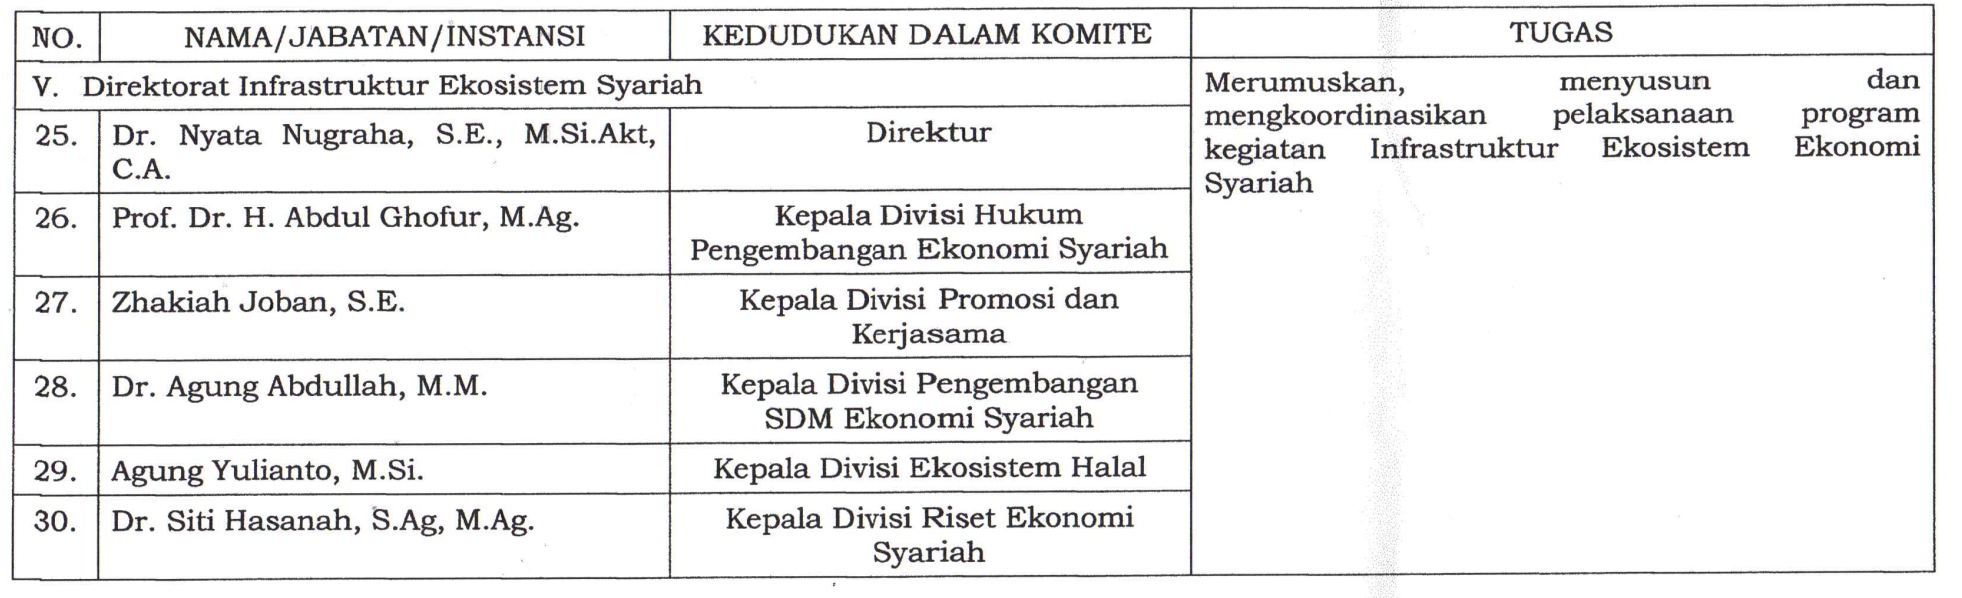 NO. NAMA/JABATAN/INSTANSI KEDUDUKAN DALAM KOMITE TUGAS
V. Direktorat Infrastruktur Ekosistem Syariah
Merumuskan, menyusun dan
mengkoordinasikan pelaksanaan program
kegiatan Infrastruktur Ekosistem Ekonomi
Syariah
25. Dr. Nyata Nugraha, S.E., M.Si.Akt,
C.A.
Direktur
26. Prof. Dr. H. Abdul Ghofur, M.Ag.
Kepala Divisi Hukum
Pengembangan Ekonomi Syariah
27. Zhakiah Joban, S.E.
Kepala Divisi Promosi dan
Kerjasama
28. Dr. Agung Abdullah, M.M.
Kepala Divisi Pengembangan
SDM Ekonomi Syariah
29. Agung Yulianto, M.Si.
Kepala Divisi Ekosistem Halal
30. Dr. Siti Hasanah, S.Ag, M.Ag.
Kepala Divisi Riset Ekonomi
Syariah